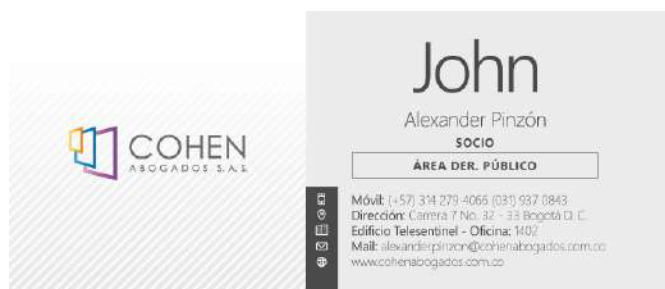 COHEN
ABOGADOS S.A.S.
John
Alexander Pinzón
SOCIO
ÁREA DER. PÚBLICO
Móvil: (+57) 314 279 4066 (031) 937 0843
Dirección: Carrera 7 No. 32 - 33 Bogotá D. C.
Edificio Telesentinel - Oficina: 1402
Mail: alexanderpinzon@cohenabogados.com.co
www.cohenabogados.com.co